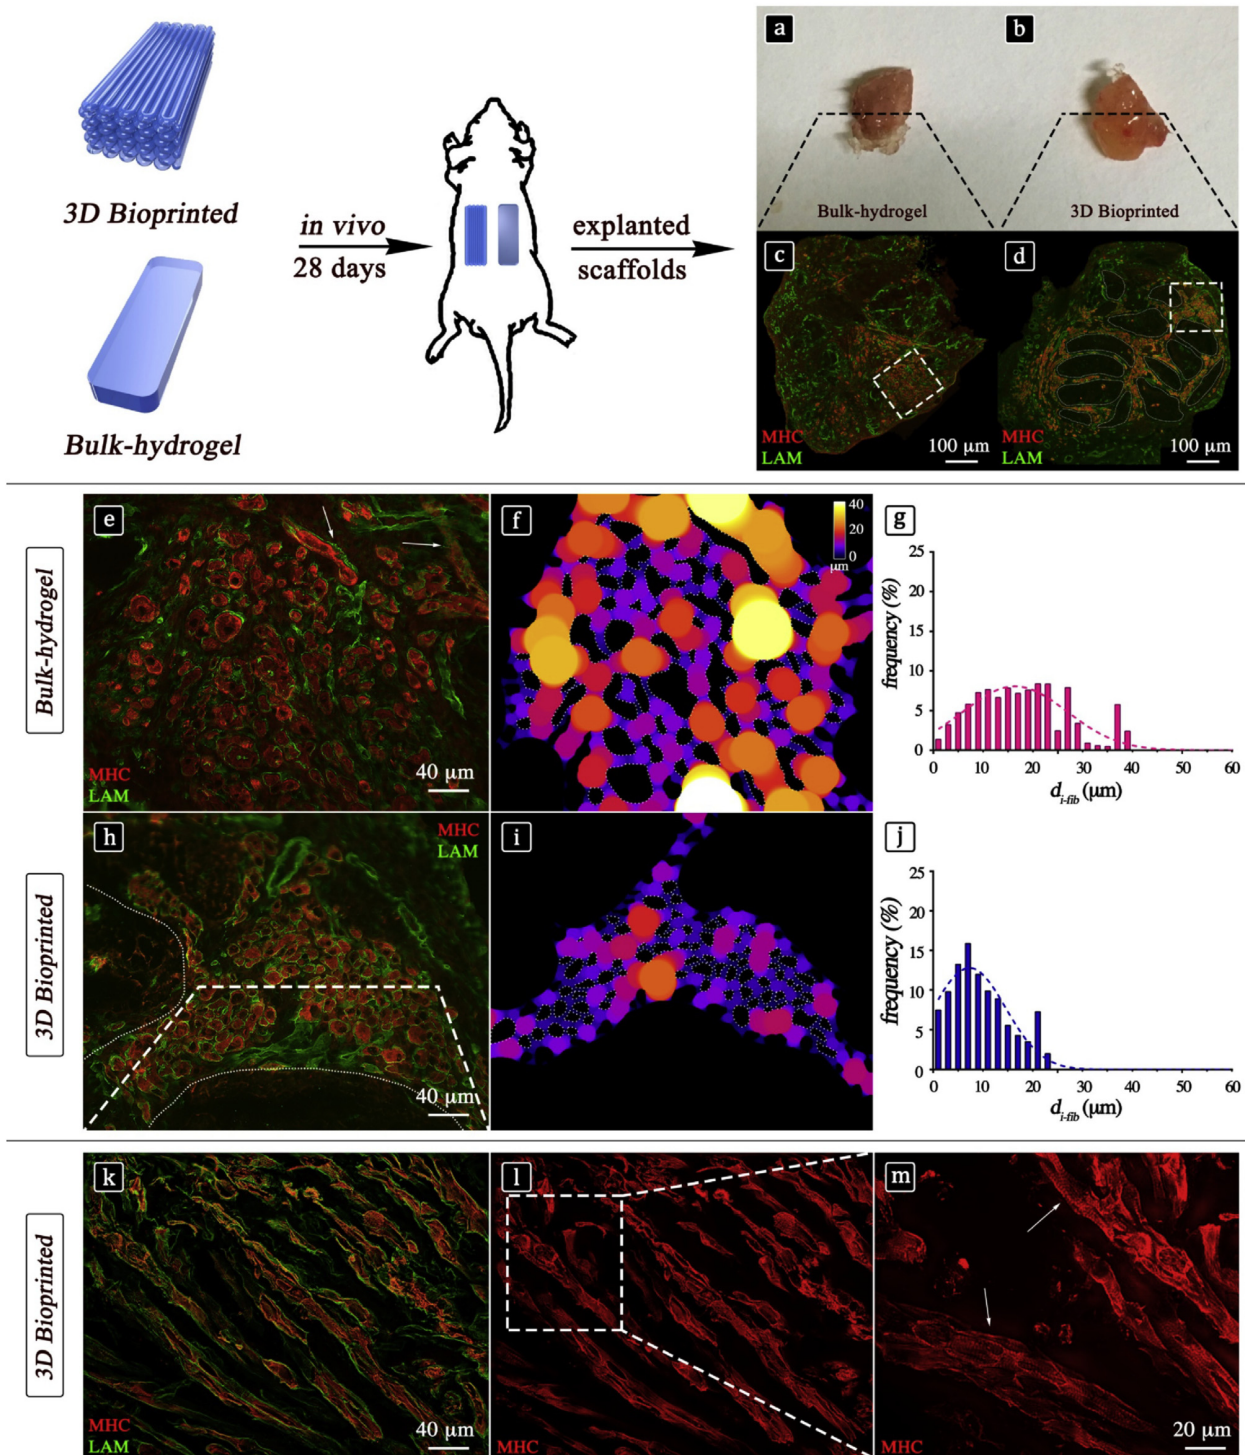 3D Bioprinted
Bulk-hydrogel
in vivo
28 days
explanted
scaffolds
a
b
Bulk-hydrogel
3D Bioprinted
c
MHC
LAM
100 μm
d
MHC
LAM
100 μm
Bulk-hydrogel
e
MHC
LAM
40 μm
f
40
20
0
μm
g
frequency (%)
25
20
15
10
5
0
0 10 20 30 40 50 60
d i-fib (μm)
3D Bioprinted
h
MHC
LAM
40 μm
i
j
frequency (%)
25
20
15
10
5
0
0 10 20 30 40 50 60
d i-fib (μm)
3D Bioprinted
k
MHC
LAM
40 μm
l
MHC
m
MHC
20 μm